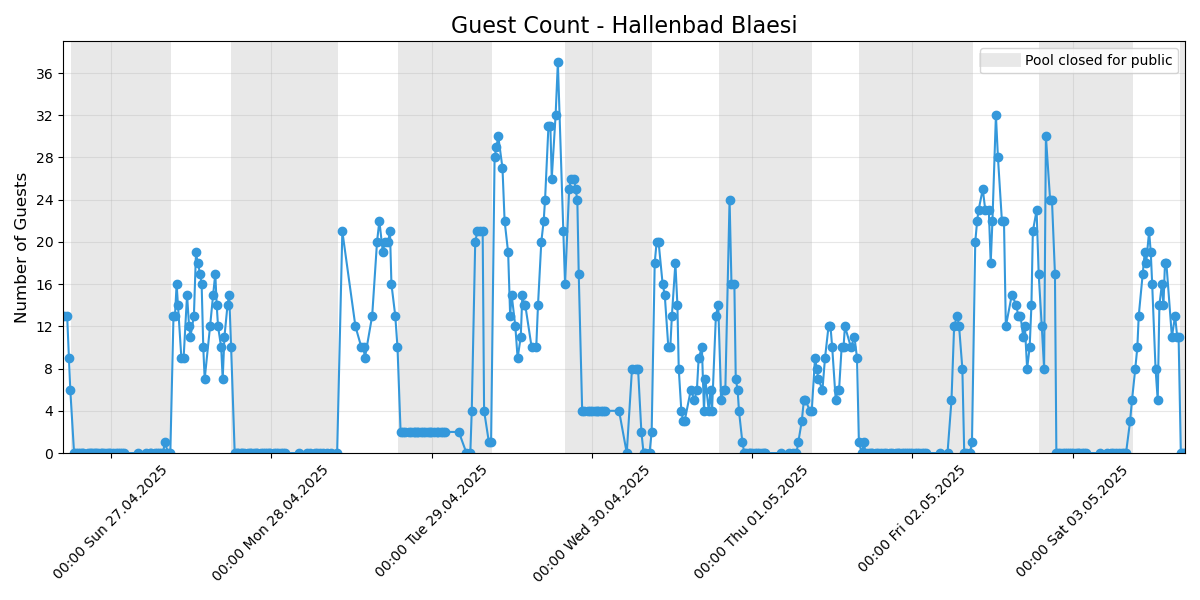 Guest Count - Hallenbad Blaesi
Pool closed for public
Number of Guests
36
32
28
24
20
16
12
8
4
0
00:00 Sun 27.04.2025
00:00 Mon 28.04.2025
00:00 Tue 29.04.2025
00:00 Wed 30.04.2025
00:00 Thu 01.05.2025
00:00 Fri 02.05.2025
00:00 Sat 03.05.2025